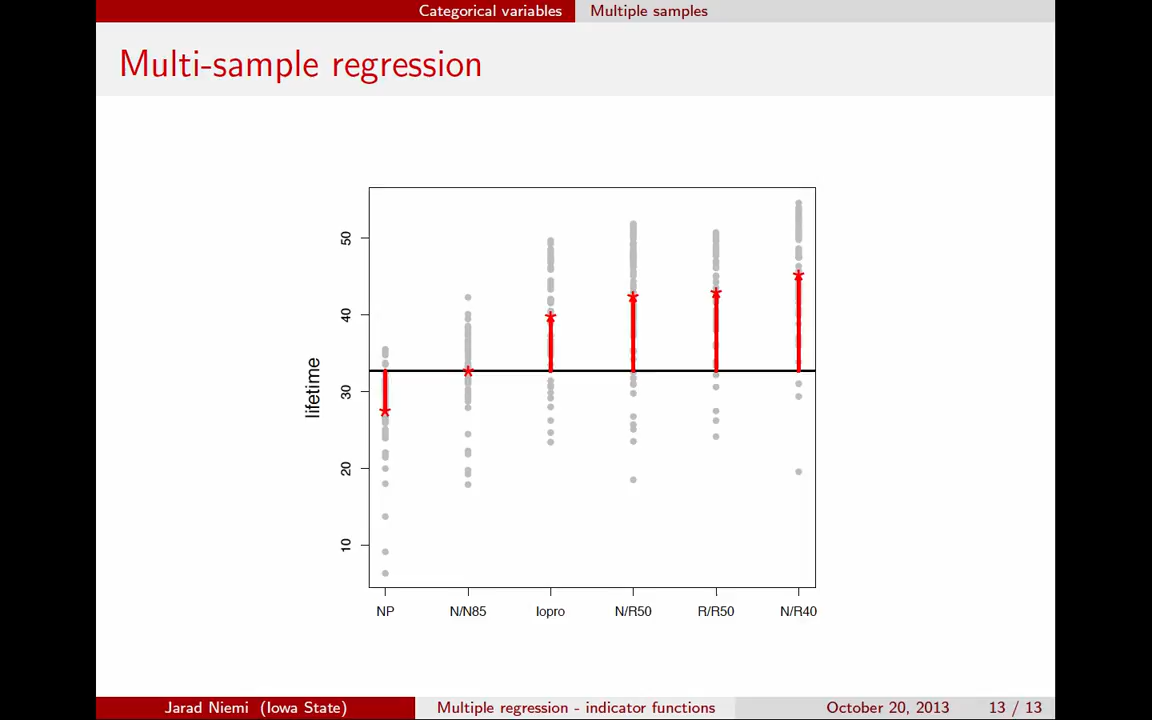 Categorical variables Multiple samples
Multi-sample regression
lifetime
50
40
30
20
10
NP N/N85 lopro N/R50 R/R50 N/R40
Jarad Niemi (Iowa State) Multiple regression - indicator functions October 20, 2013 13 / 13